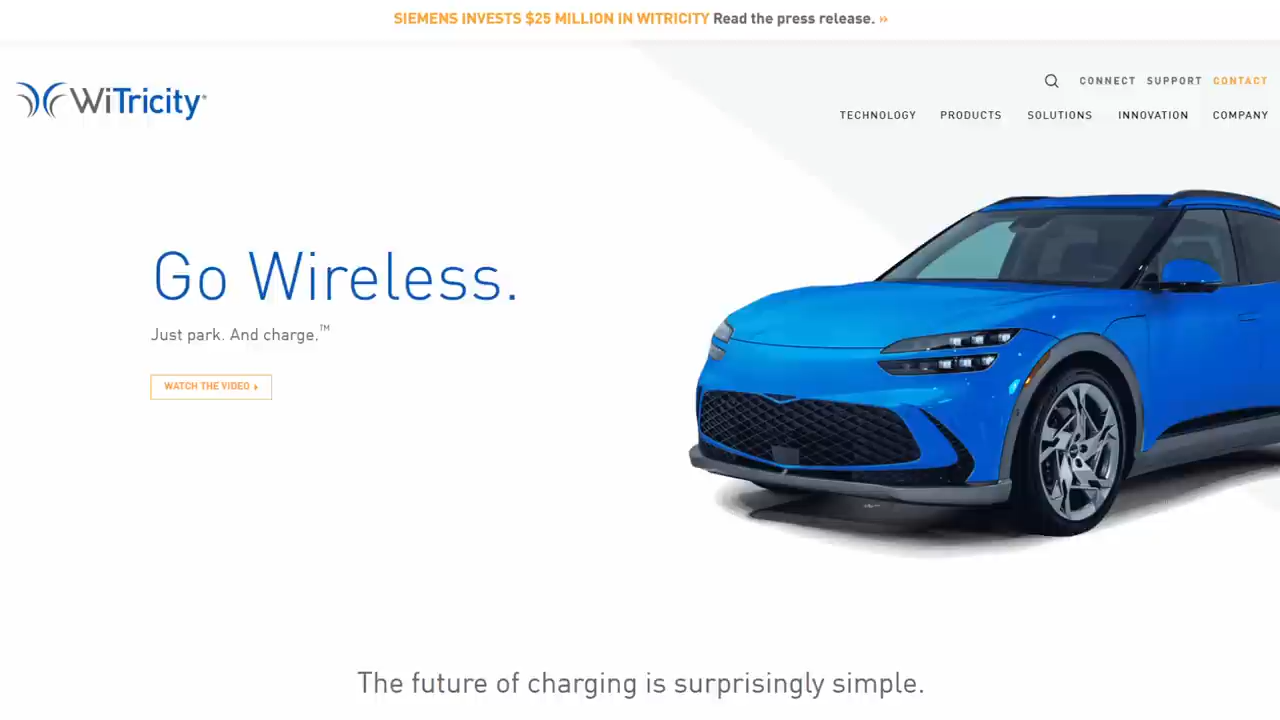 SIEMENS INVESTS $25 MILLION IN WITRICITY Read the press release. »
CONNECT SUPPORT CONTACT
WiTricity®
TECHNOLOGY PRODUCTS SOLUTIONS INNOVATION COMPANY
Go Wireless.
Just park. And charge.™
WATCH THE VIDEO
The future of charging is surprisingly simple.